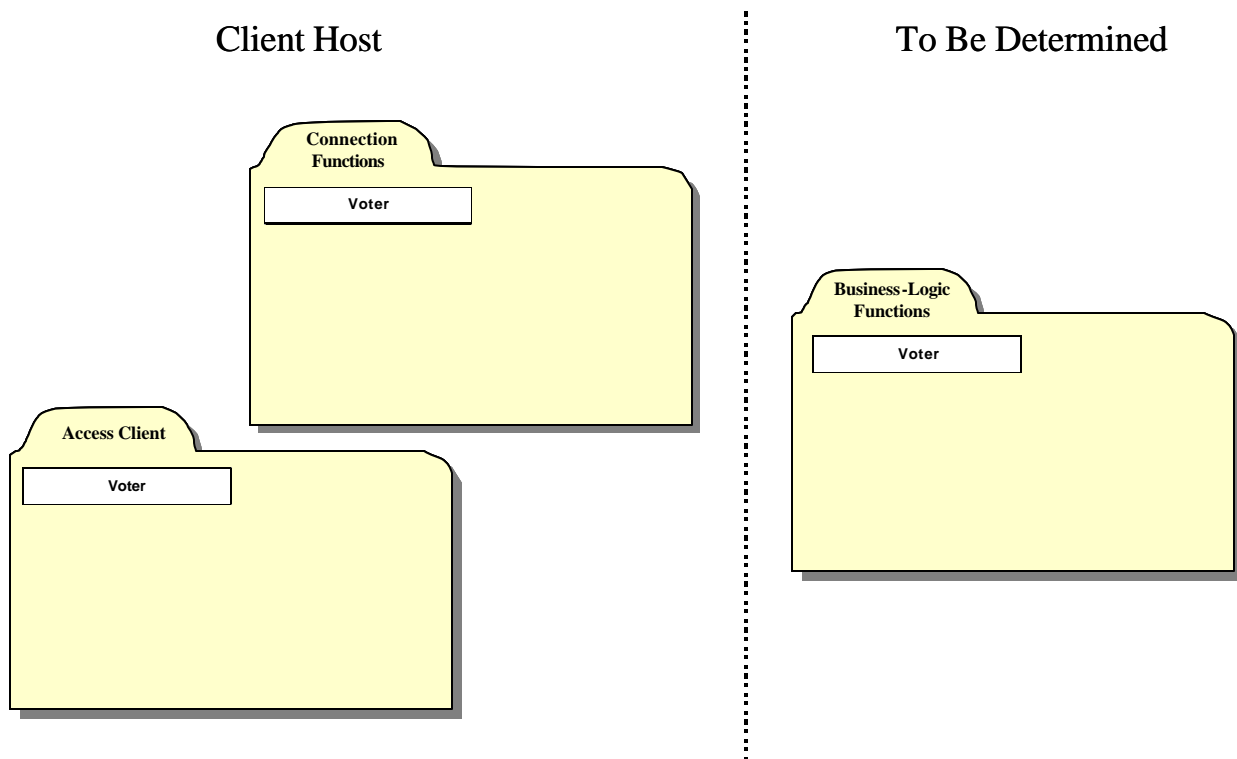 Client Host
To Be Determined
Connection
Functions
Voter
Business-Logic
Functions
Voter
Access Client
Voter